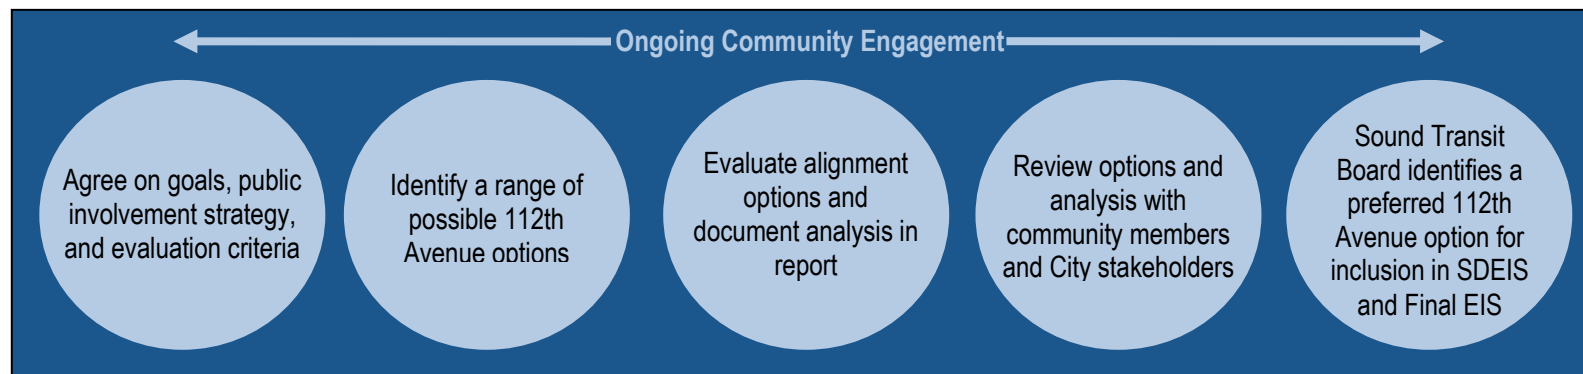 Ongoing Community Engagement
Agree on goals, public
involvement strategy,
and evaluation criteria
Identify a range of
possible 112th
Avenue options
Evaluate alignment
options and
document analysis in
report
Review options and
analysis with
community members
and City stakeholders
Sound Transit
Board identifies a
preferred 112th
Avenue option for
inclusion in SDEIS
and Final EIS